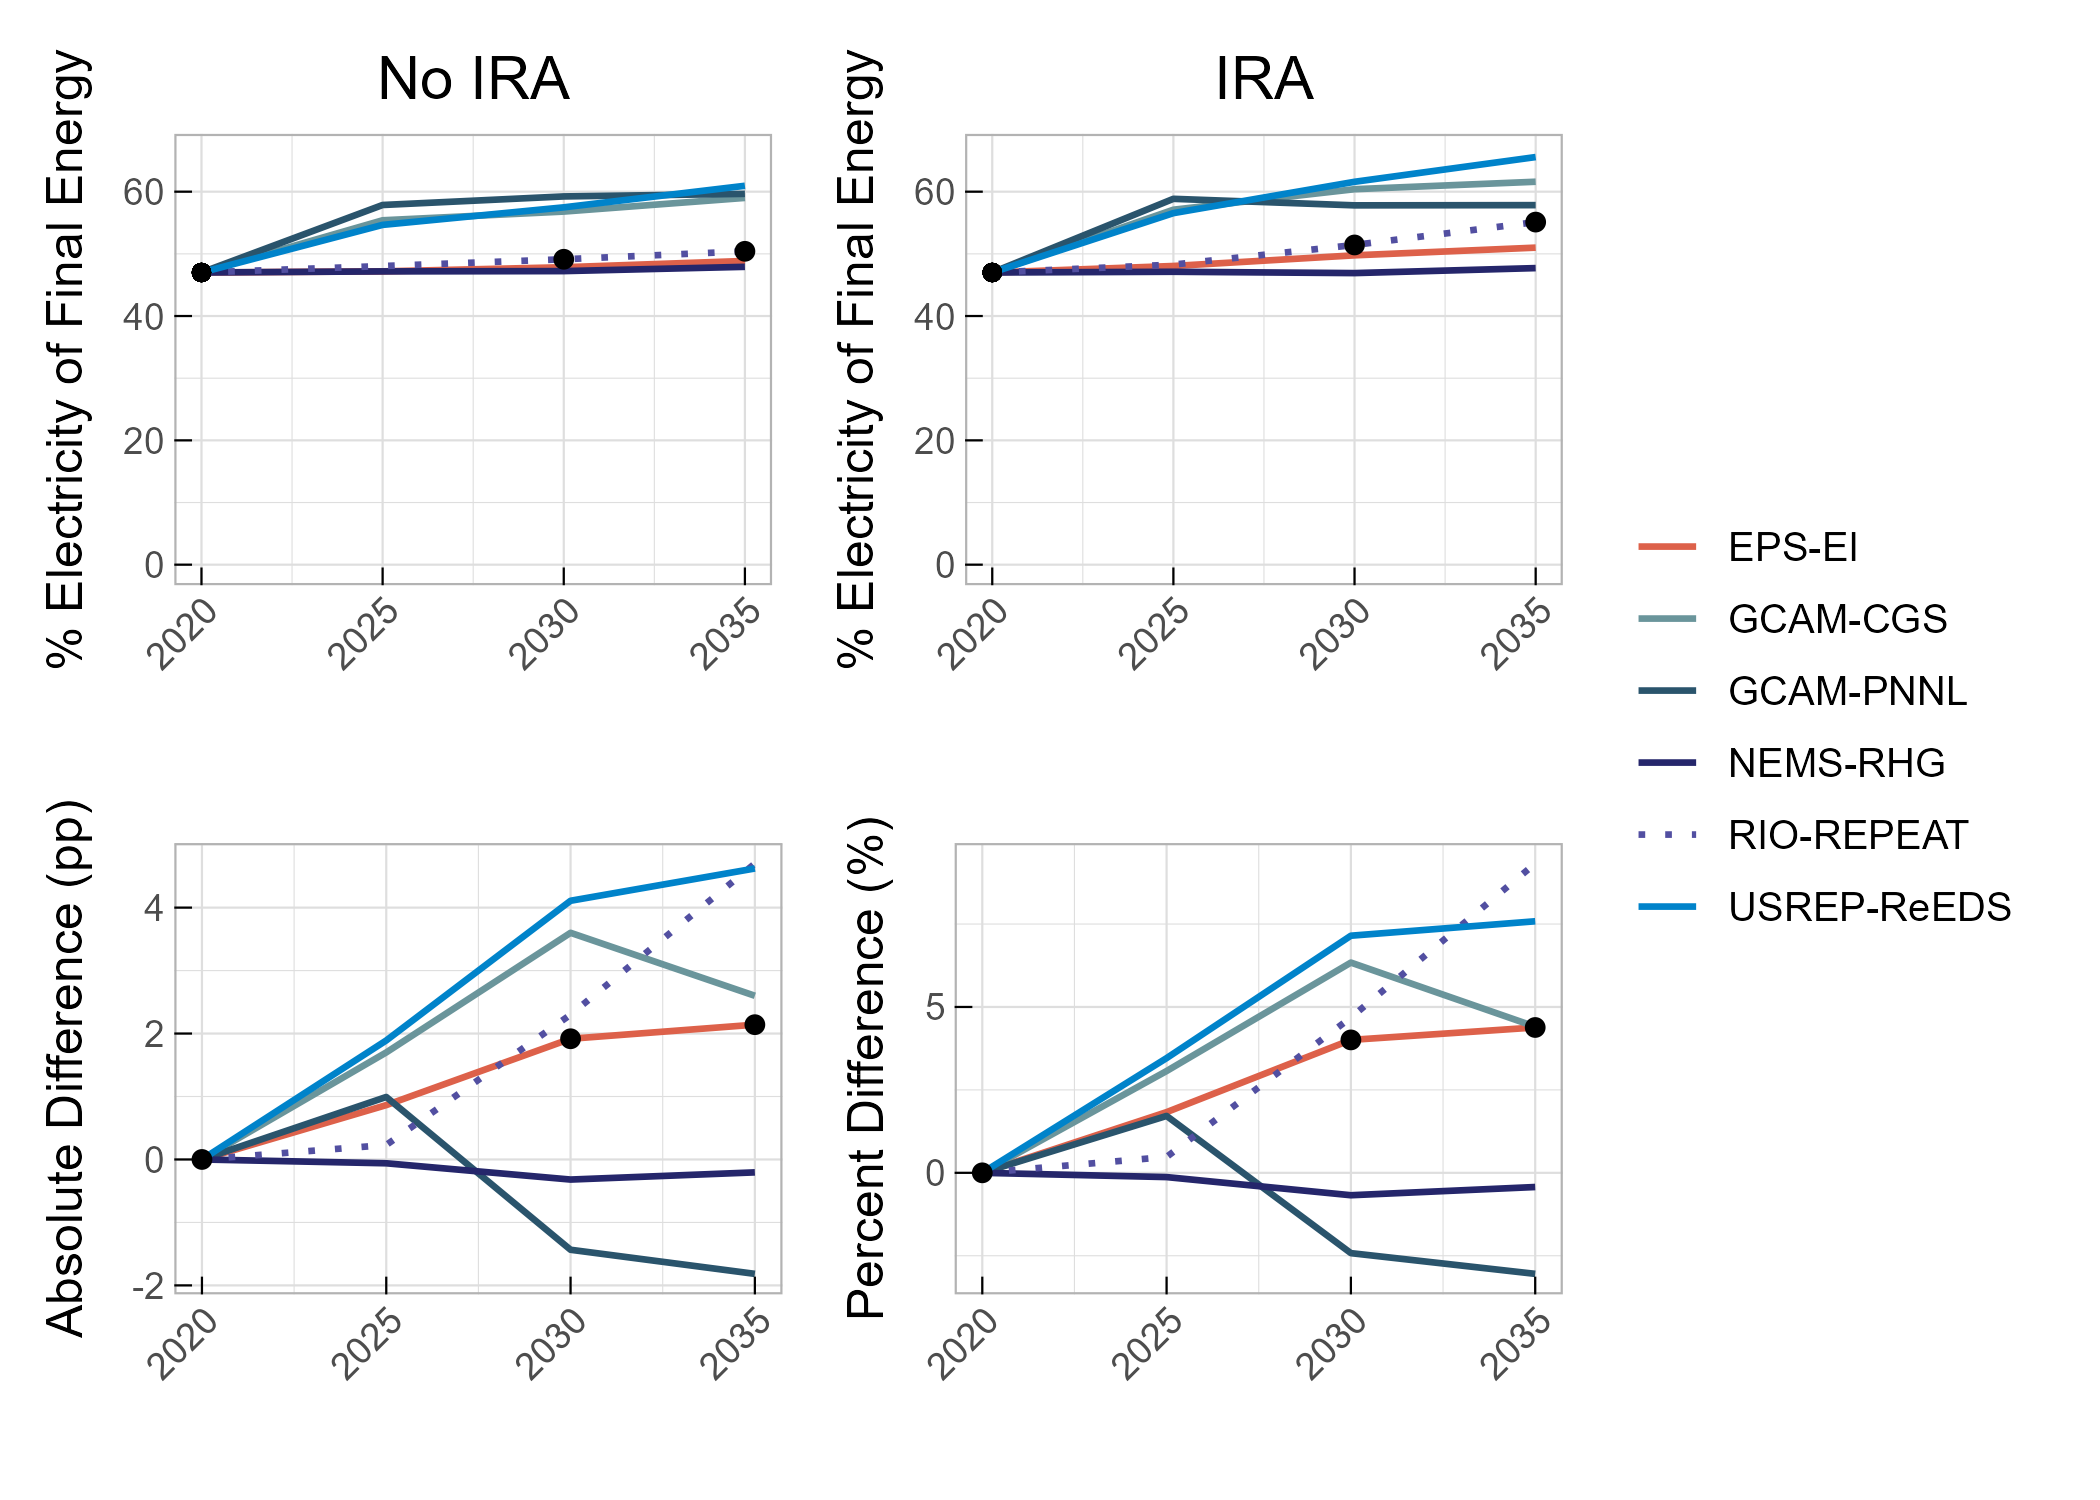 No IRA
% Electricity of Final Energy
60
40
20
0
2020
2025
2030
2035
IRA
% Electricity of Final Energy
60
40
20
0
2020
2025
2030
2035
Absolute Difference (pp)
4
2
0
-2
2020
2025
2030
2035
Percent Difference (%)
5
0
2020
2025
2030
2035
EPS-EI
GCAM-CGS
GCAM-PNNL
NEMS-RHG
RIO-REPEAT
USREP-ReEDS